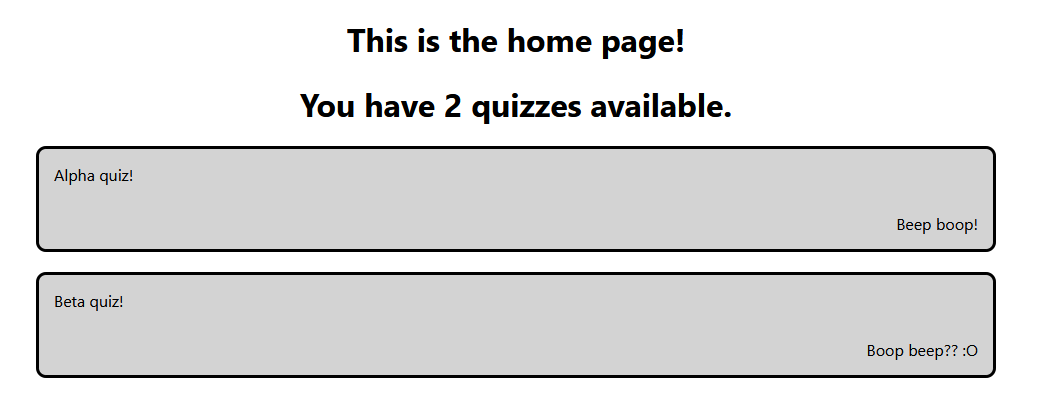 This is the home page!
You have 2 quizzes available.
Alpha quiz!
Beep boop!
Beta quiz!
Boop beep?? :O